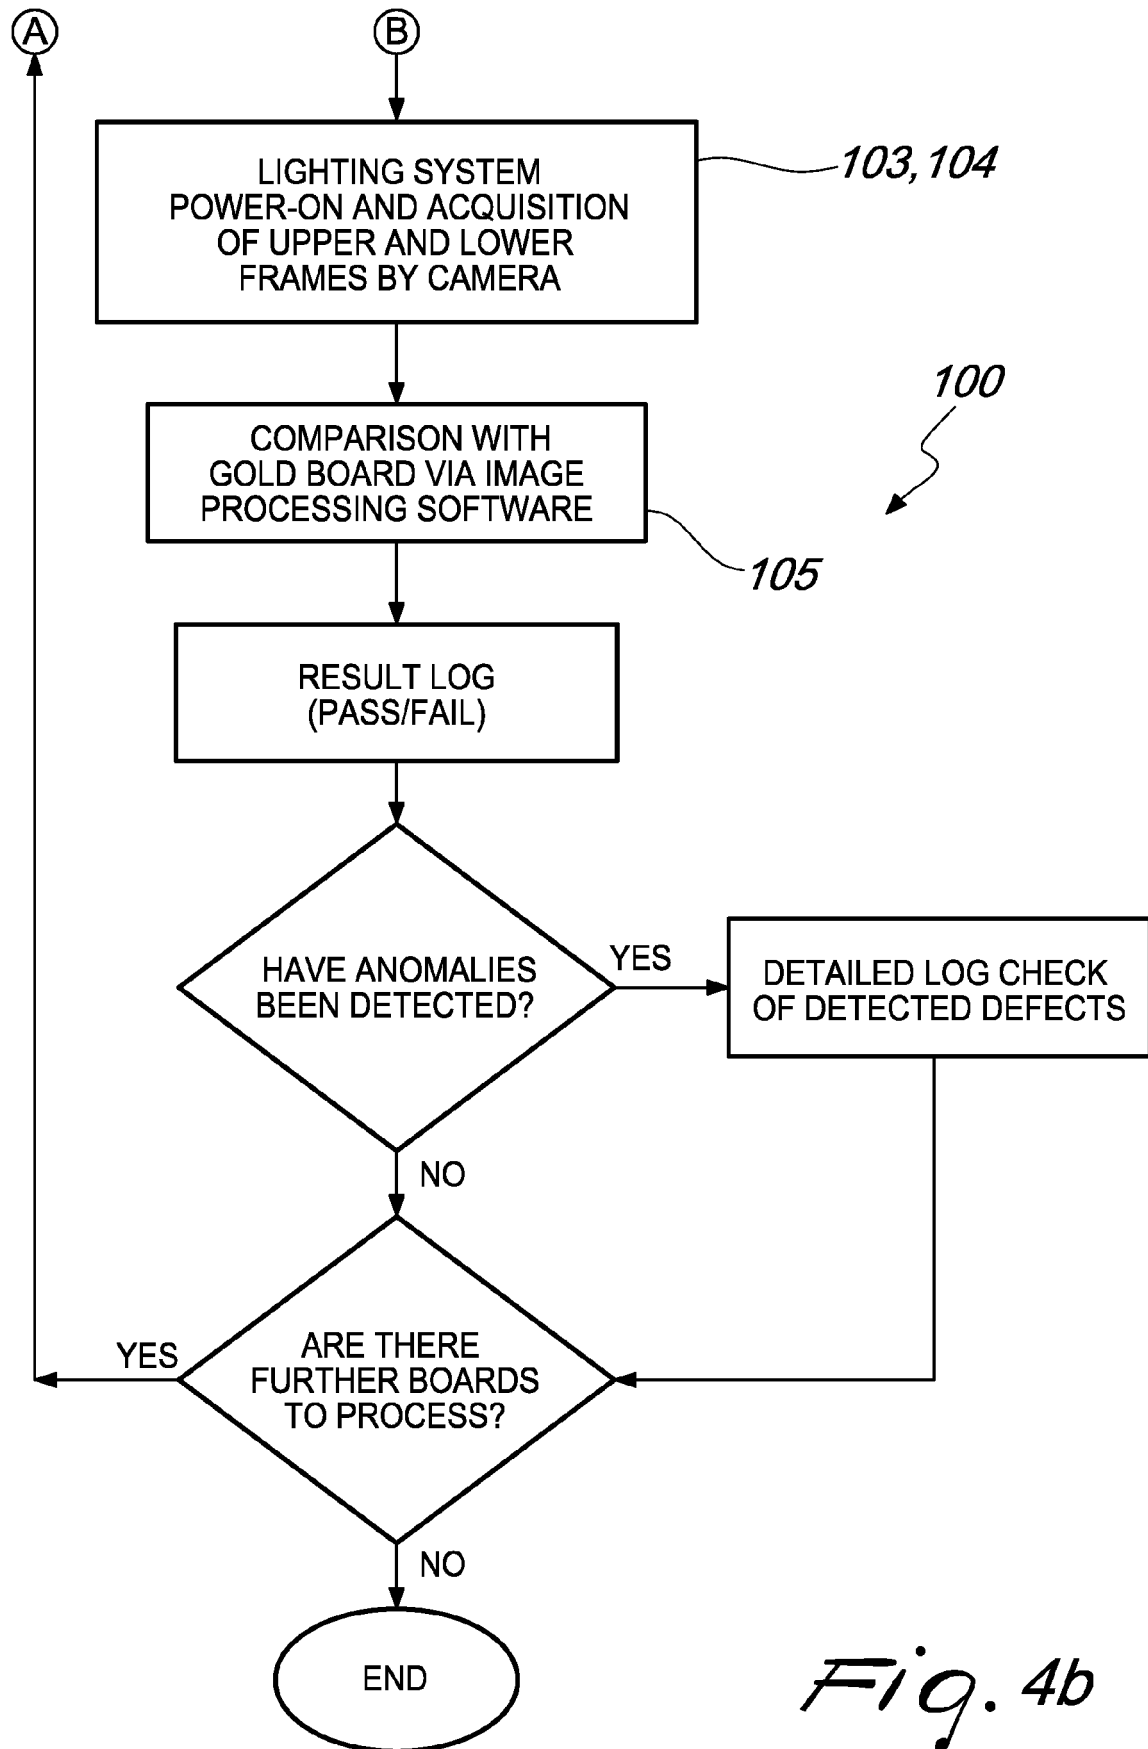 A
B
LIGHTING SYSTEM
POWER-ON AND ACQUISITION
OF UPPER AND LOWER
FRAMES BY CAMERA
103, 104
100
COMPARISON WITH
GOLD BOARD VIA IMAGE
PROCESSING SOFTWARE
105
RESULT LOG
(PASS/FAIL)
HAVE ANOMALIES
BEEN DETECTED?
YES
DETAILED LOG CHECK
OF DETECTED DEFECTS
NO
YES
ARE THERE
FURTHER BOARDS
TO PROCESS?
NO
END
Fig. 4b